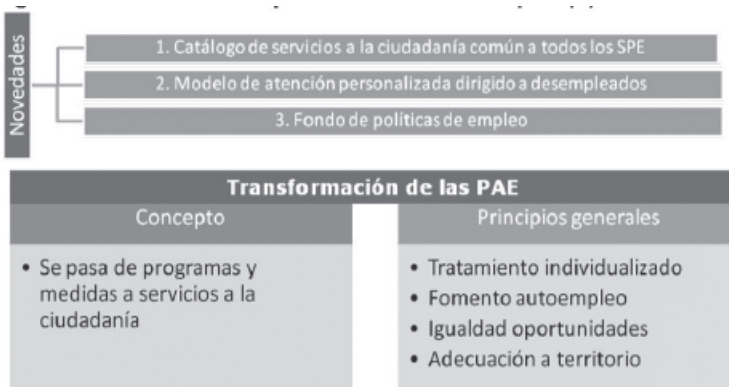 Novedades
1. Catálogo de servicios a la ciudadanía común a todos los SPE
2. Modelo de atención personalizada dirigido a desempleados
3. Fondo de políticas de empleo
Transformación de las PAE
Concepto
• Se pasa de programas y
medidas a servicios a la
ciudadanía
Principios generales
• Tratamiento individualizado
• Fomento autoempleo
• Igualdad oportunidades
• Adecuación a territorio